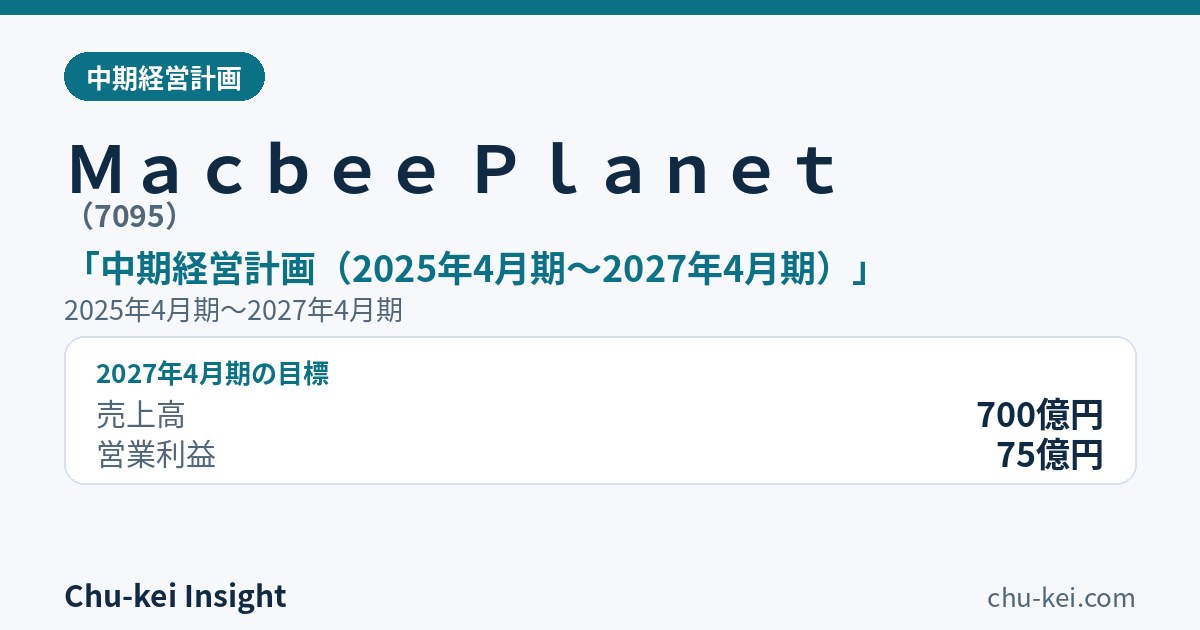 中期経営計画
Ｍａｃｂｅｅ Ｐｌａｎｅｔ
（7095）
「中期経営計画（2025年4月期〜2027年4月期）」
2025年4月期〜2027年4月期
2027年4月期の目標
売上高 700億円
営業利益 75億円
Chu-kei Insight
chu-kei.com